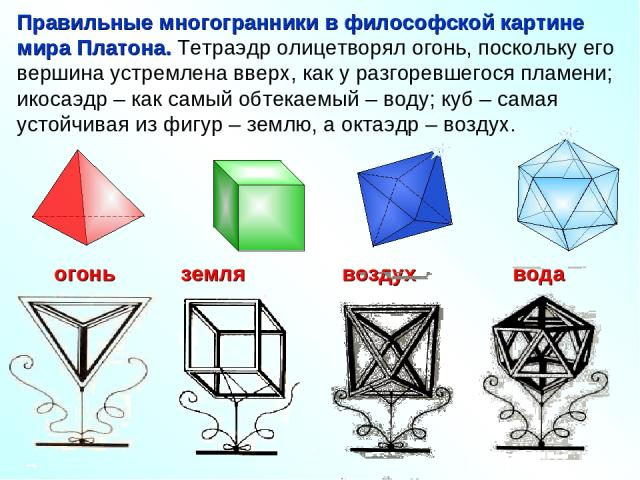 Правильные многогранники в философской картине
мира Платона. Тетраэдр олицетворял огонь, поскольку его
вершина устремлена вверх, как у разгоревшегося пламени;
икосаэдр – как самый обтекаемый – воду; куб – самая
устойчивая из фигур – землю, а октаэдр – воздух.
огонь земля воздух вода